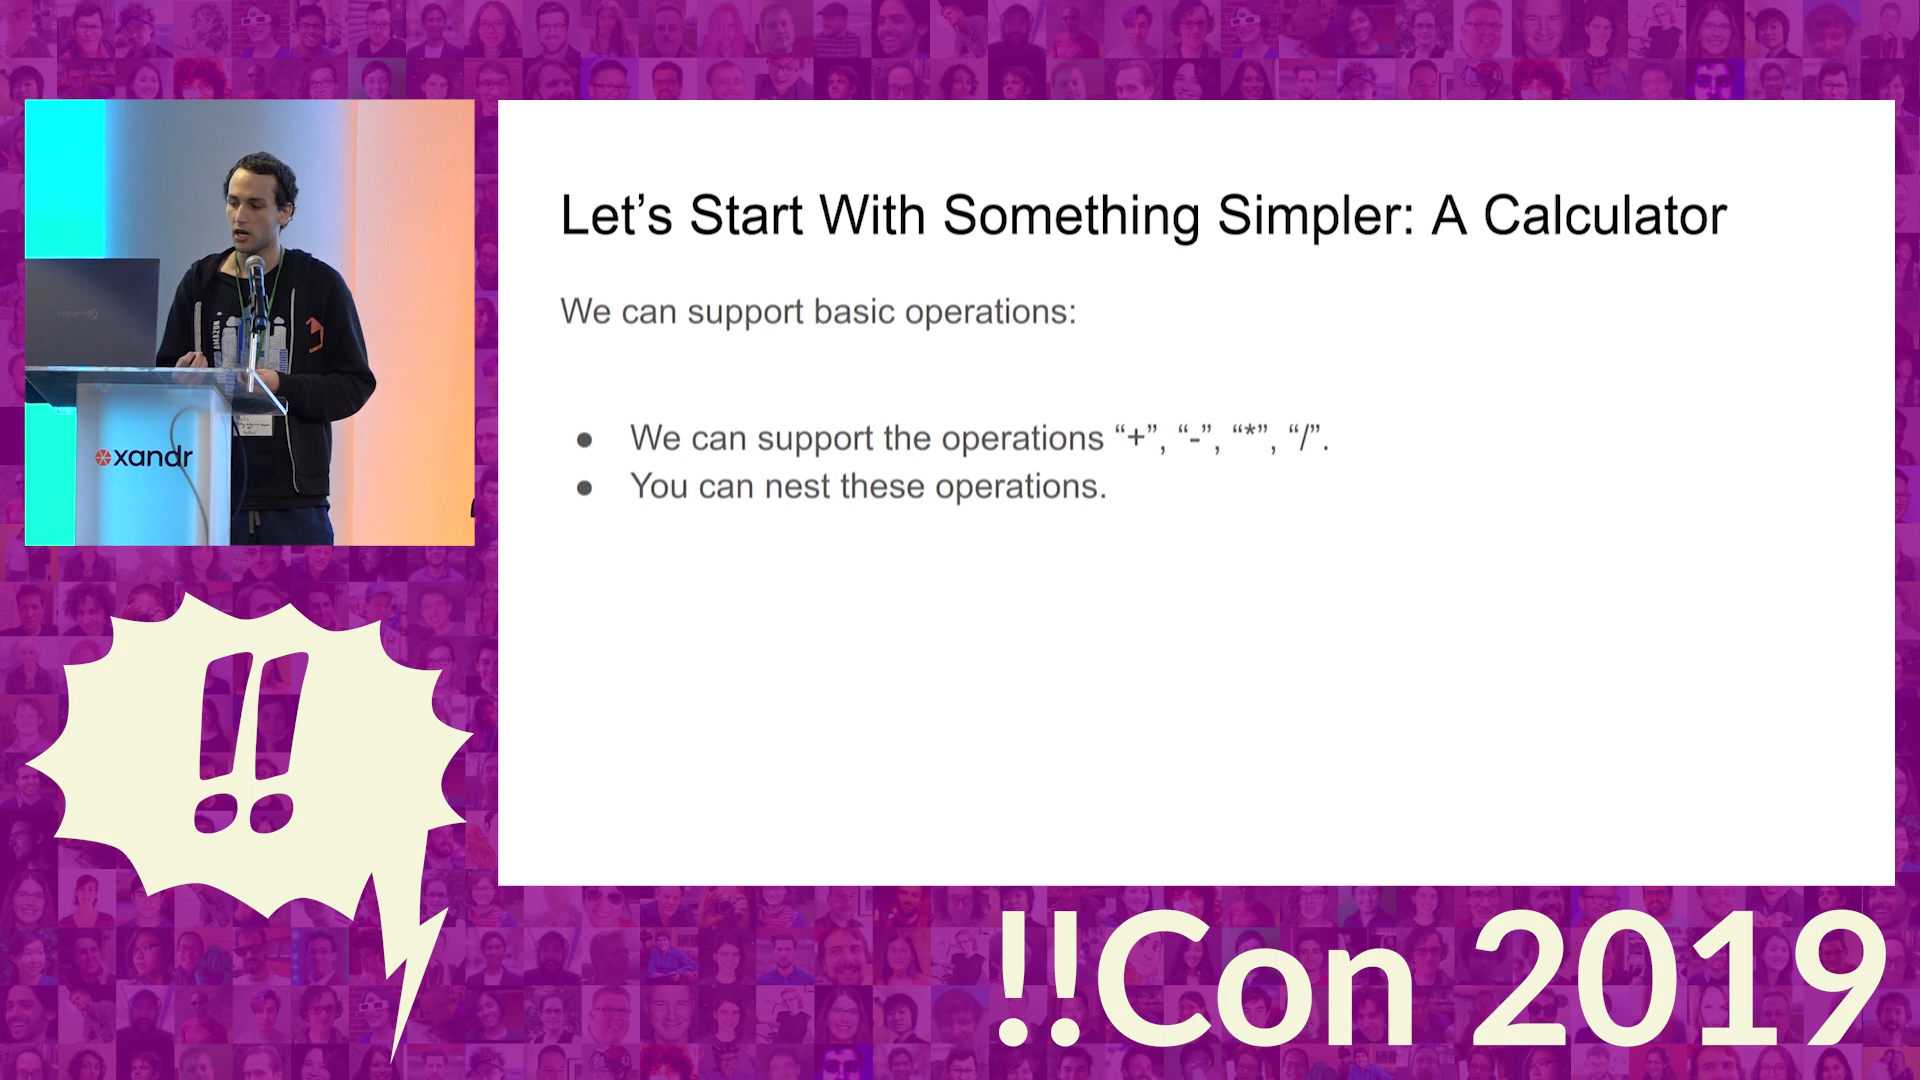 Let’s Start With Something Simpler: A Calculator
We can support basic operations:
● We can support the operations “+”, “-”, “*”, “/”.
● You can nest these operations.
AMAZON
xandr
!!
!!Con 2019